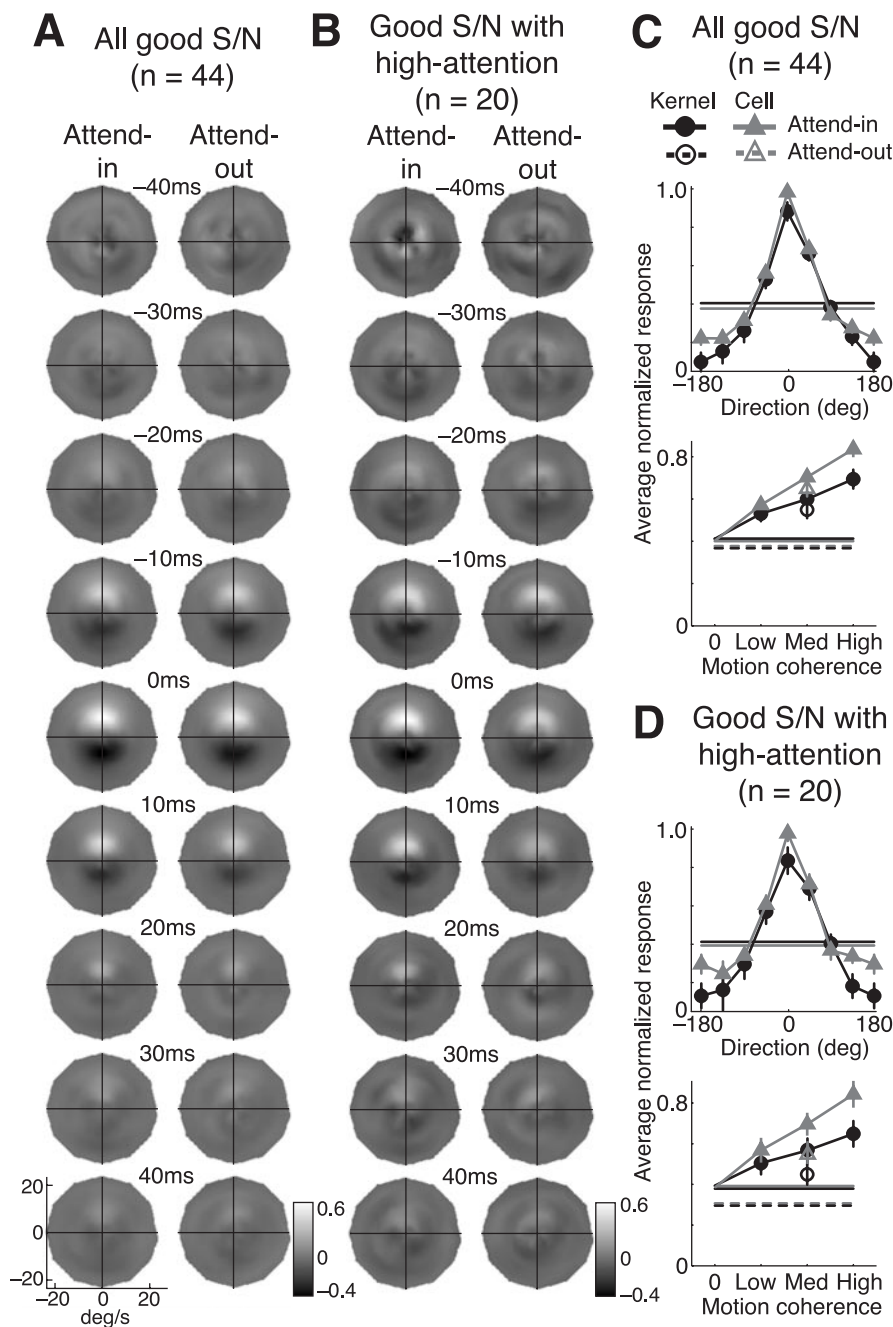 A All good S/N
(n = 44)
Attend-in Attend-out
−40ms
−30ms
−20ms
−10ms
0ms
10ms
20ms
30ms
40ms
20
0
−20
−20 0 20
deg/s
0.6
0
−0.4
B Good S/N with
high-attention
(n = 20)
Attend-in Attend-out
−40ms
−30ms
−20ms
−10ms
0ms
10ms
20ms
30ms
40ms
0.6
0
−0.4
C All good S/N
(n = 44)
Kernel Cell
Attend-in
Attend-out
Average normalized response
1.0
0
−180 0 180
Direction (deg)
0.8
0
0 Low Med High
Motion coherence
D Good S/N with
high-attention
(n = 20)
Average normalized response
1.0
0
−180 0 180
Direction (deg)
0.8
0
0 Low Med High
Motion coherence